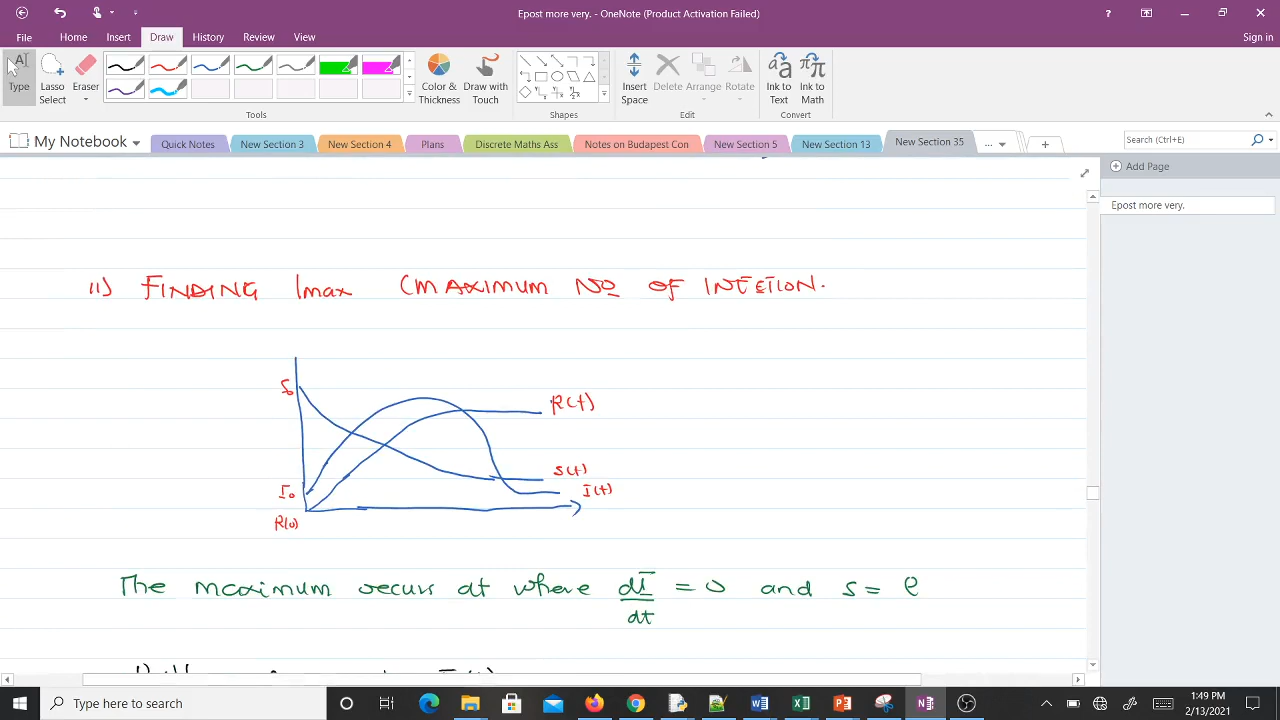 Epost more very. - OneNote (Product Activation Failed)
File Home Insert Draw History Review View Sign in
Type Lasso Select Eraser Color & Thickness Draw with Touch Insert Space Delete Arrange Rotate Ink to Text Ink to Math
Tools Shapes Edit Convert
My Notebook Quick Notes New Section 3 New Section 4 Plans Discrete Maths Ass Notes on Budapest Con New Section 5 New Section 13 New Section 35 ... Search (Ctrl+E)
Add Page
Epost more very.
11) FINDING Imax (MAXIMUM NO OF INTETION.
So
R(t)
S(t)
I(t)
Io
R(0)
The maximum occurs at where dI/dt = 0 and s = ρ
Type here to search
1:49 PM
2/13/2021